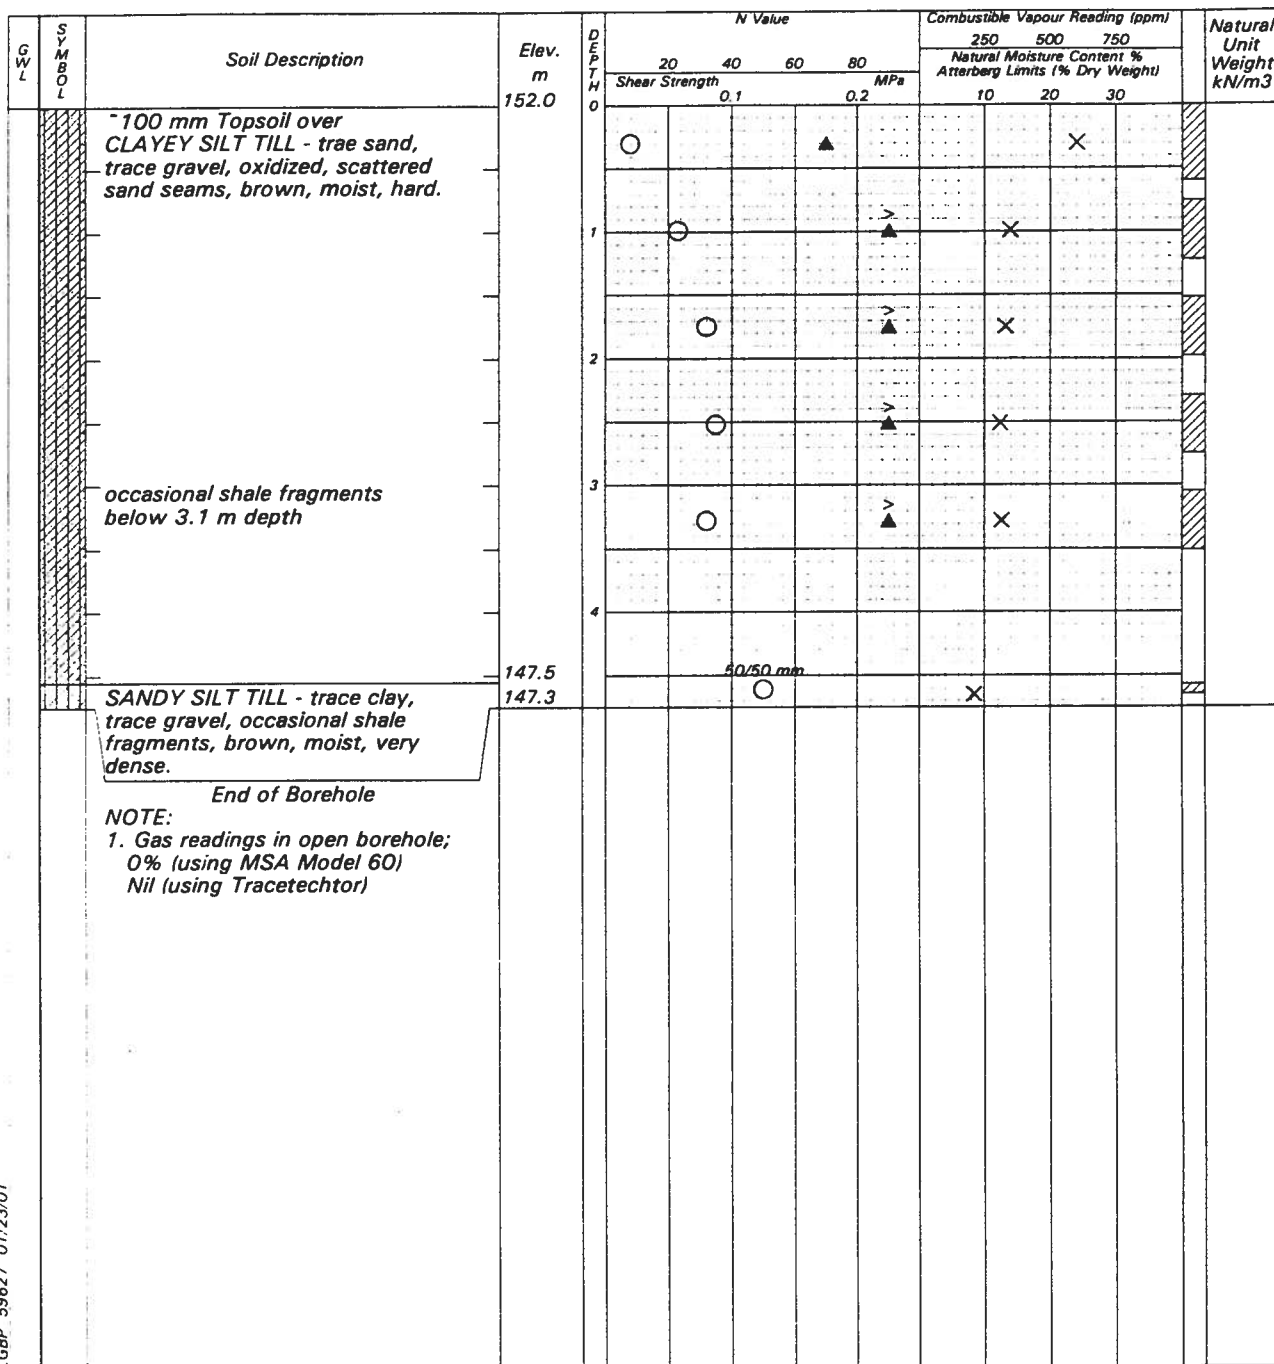 GWL
SYMBOL
Soil Description
Elev.
m
152.0
DEPTH
N Value
20 40 60 80
Shear Strength MPa
0.1 0.2
Combustible Vapour Reading (ppm)
250 500 750
Natural Moisture Content %
Atterberg Limits (% Dry Weight)
10 20 30
Natural
Unit
Weight
kN/m3
0
~100 mm Topsoil over
CLAYEY SILT TILL - trae sand,
trace gravel, oxidized, scattered
sand seams, brown, moist, hard.
>
1
>
2
>
occasional shale fragments
below 3.1 m depth
3
>
4
147.5
50/50 mm
SANDY SILT TILL - trace clay,
trace gravel, occasional shale
fragments, brown, moist, very
dense.
147.3
End of Borehole
NOTE:
1. Gas readings in open borehole;
0% (using MSA Model 60)
Nil (using Tracetechtor)
GBP 59627 01/23/01